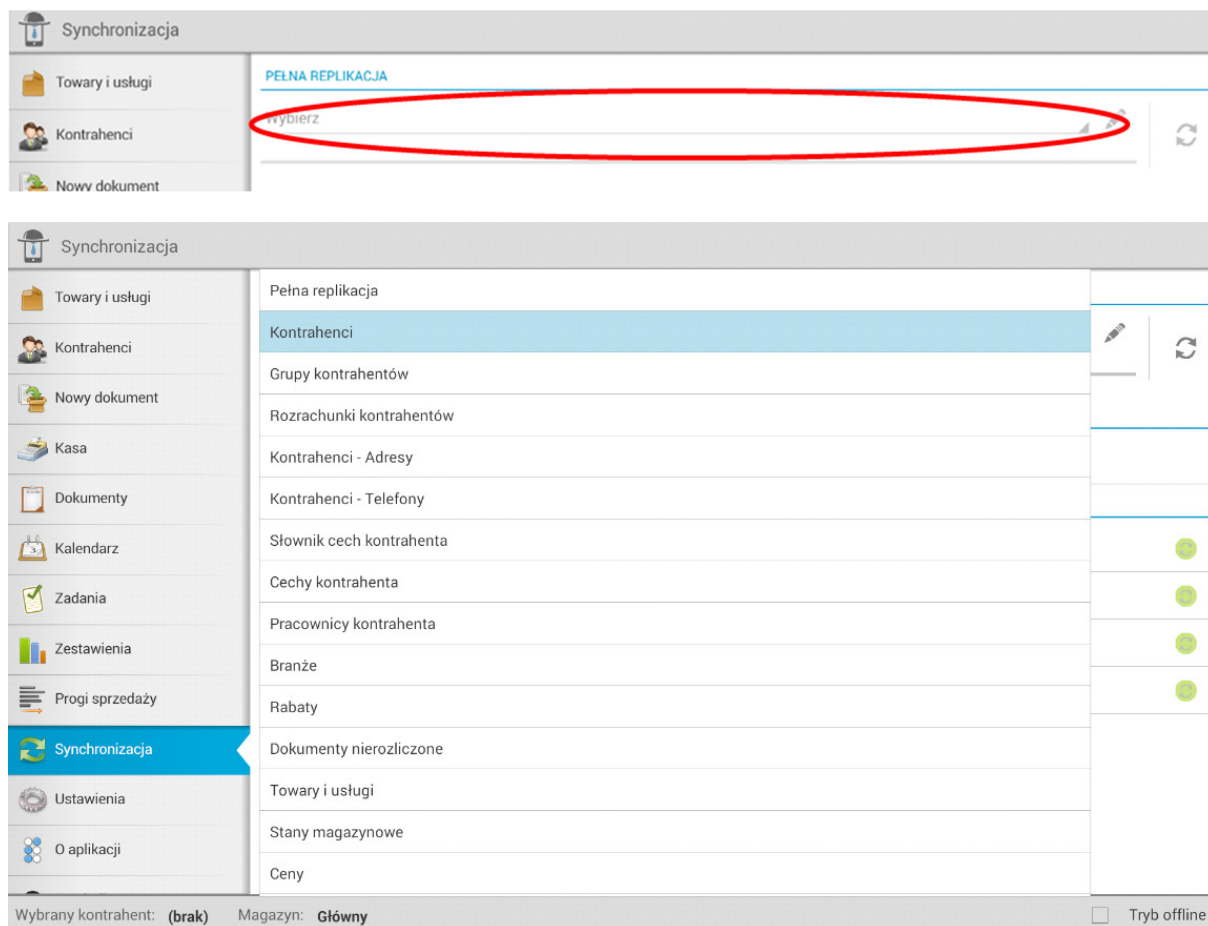 Synchronizacja
Towary i usługi
PEŁNA REPLIKACJA
Wybierz
Kontrahenci
Nowy dokument
Synchronizacja
Towary i usługi
Kontrahenci
Nowy dokument
Kasa
Dokumenty
Kalendarz
Zadania
Zestawienia
Progi sprzedaży
Synchronizacja
Ustawienia
O aplikacji
Pełna replikacja
Kontrahenci
Grupy kontrahentów
Rozrachunki kontrahentów
Kontrahenci - Adresy
Kontrahenci - Telefony
Słownik cech kontrahenta
Cechy kontrahenta
Pracownicy kontrahenta
Branże
Rabaty
Dokumenty nierozliczone
Towary i usługi
Stany magazynowe
Ceny
Wybrany kontrahent: (brak) Magazyn: Główny Tryb offline